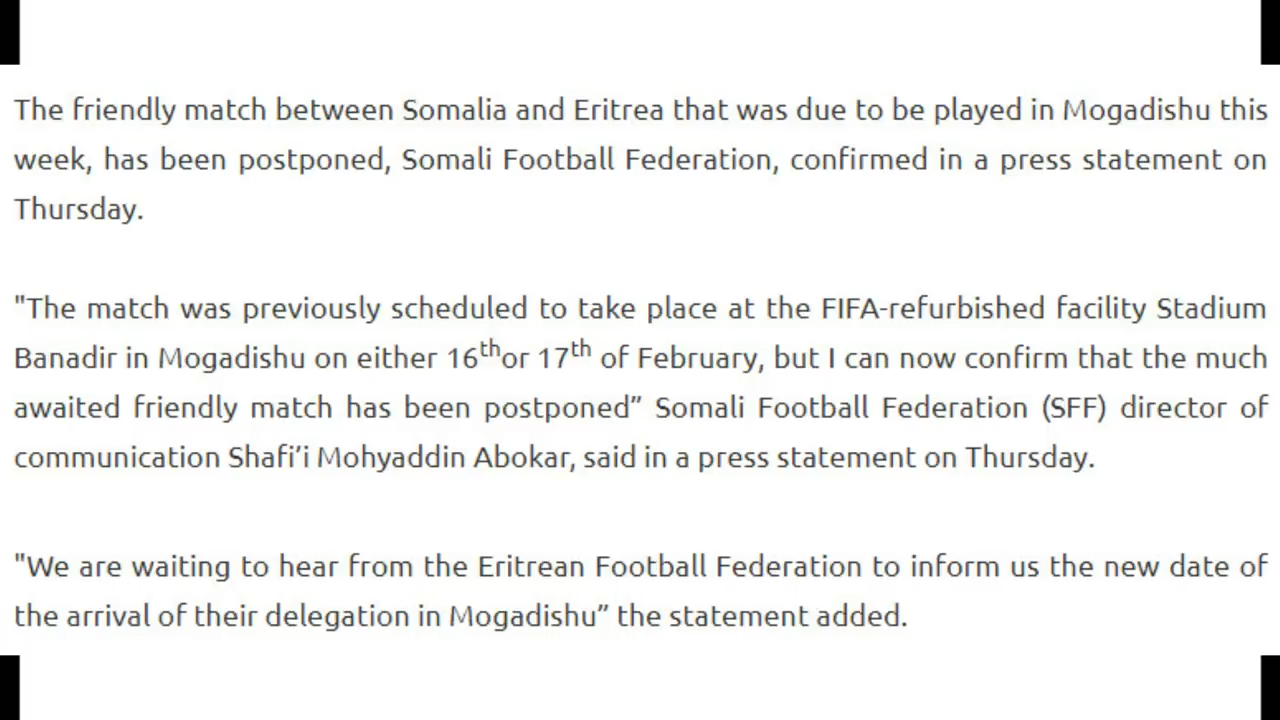 The friendly match between Somalia and Eritrea that was due to be played in Mogadishu this
week, has been postponed, Somali Football Federation, confirmed in a press statement on
Thursday.
"The match was previously scheduled to take place at the FIFA-refurbished facility Stadium
Banadir in Mogadishu on either 16thor 17th of February, but I can now confirm that the much
awaited friendly match has been postponed” Somali Football Federation (SFF) director of
communication Shafi’i Mohyaddin Abokar, said in a press statement on Thursday.
"We are waiting to hear from the Eritrean Football Federation to inform us the new date of
the arrival of their delegation in Mogadishu” the statement added.